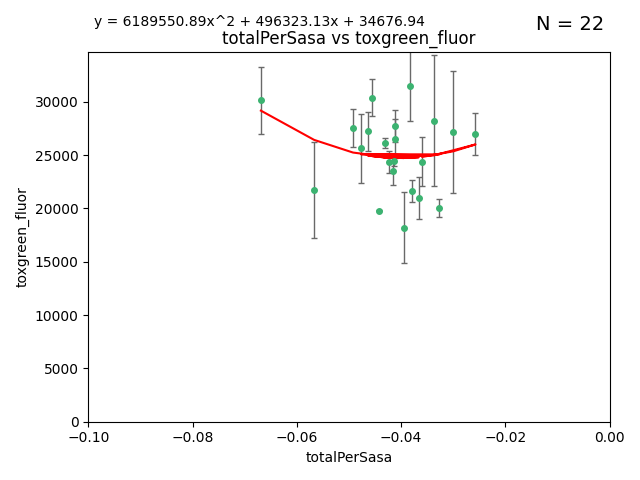 y = 6189550.89x^2 + 496323.13x + 34676.94
N = 22
totalPerSasa vs toxgreen_fluor
30000
25000
20000
15000
10000
5000
0
toxgreen_fluor
−0.10
−0.08
−0.06
−0.04
−0.02
0.00
totalPerSasa